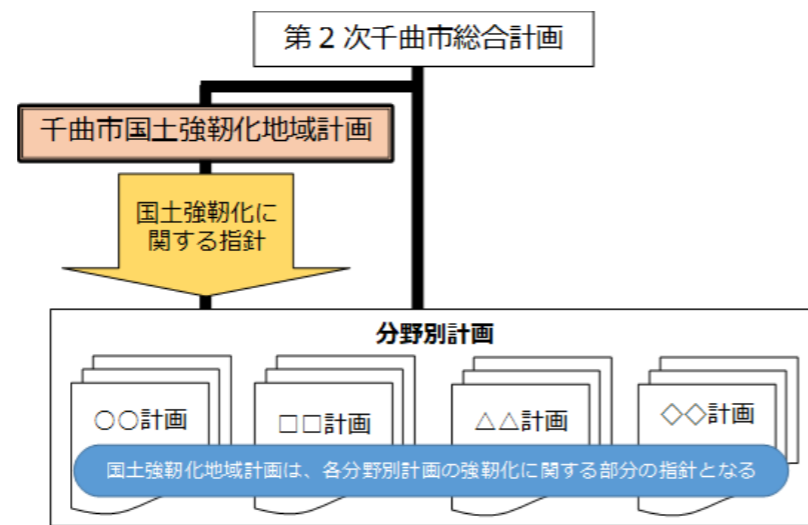 第2次千曲市総合計画
千曲市国土強靭化地域計画
国土強靭化に
関する指針
分野別計画
○○計画
□□計画
△△計画
◇◇計画
国土強靭化地域計画は、各分野別計画の強靭化に関する部分の指針となる